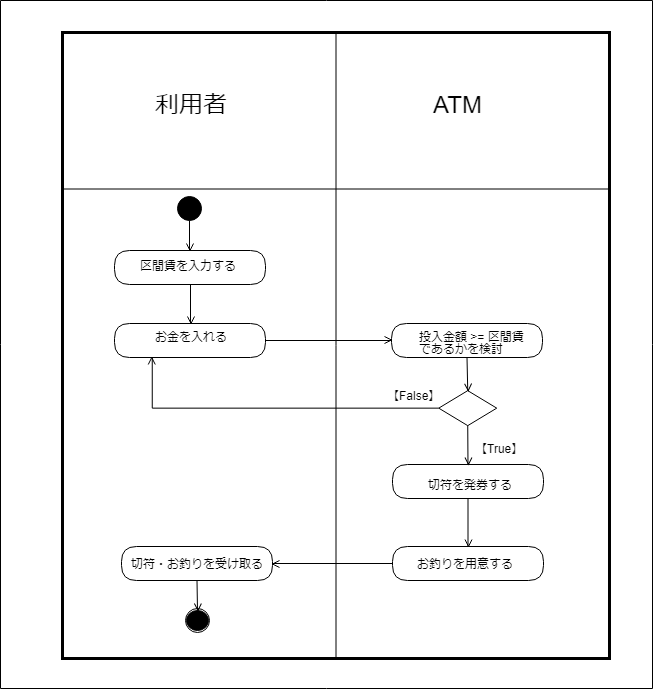 利用者
ATM
区間賃を入力する
お金を入れる
投入金額 >= 区間賃
であるかを検討
【False】
【True】
切符を発券する
切符・お釣りを受け取る
お釣りを用意する